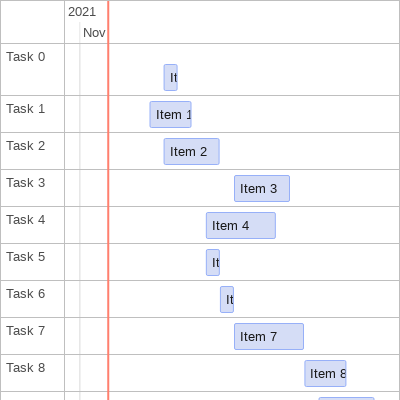 2021
Nov
Task 0
It
Task 1
Item 1
Task 2
Item 2
Task 3
Item 3
Task 4
Item 4
Task 5
It
Task 6
It
Task 7
Item 7
Task 8
Item 8